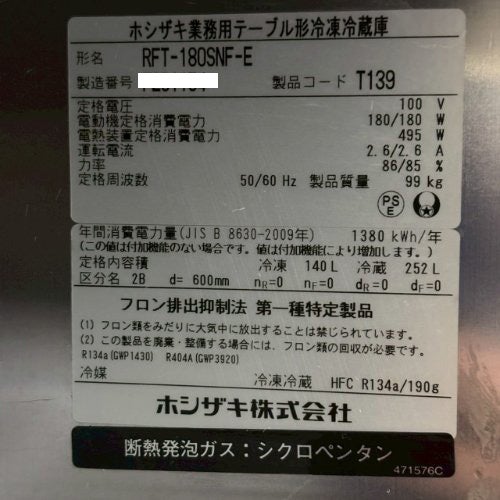 ホシザキ業務用テーブル形冷凍冷蔵庫
形名 RFT-180SNF-E
製造番号 製品コード T139
定格電圧 100 V
電動機定格消費電力 180/180 W
電熱装置定格消費電力 495 W
運転電流 2.6/2.6 A
力率 86/85 %
定格周波数 50/60 Hz 製品質量 99 kg
PS
E
年間消費電力量(JIS B 8630-2009年) 1380 kWh/年
(この値は付加機能のない場合です。値は付加機能により増加します。)
定格内容積 冷凍 140L 冷蔵 252L
区分名 2B d= 600mm nR=0 nF=0 dR=0 dF=0
フロン排出抑制法 第一種特定製品
(1) フロン類をみだりに大気中に放出することは禁じられています。
(2) この製品を廃棄・整備する場合には、フロン類の回収が必要です。
R134a(GWP1430) R404A(GWP3920)
冷媒 冷凍冷蔵 HFC R134a/190g
ホシザキ株式会社
断熱発泡ガス：シクロペンタン
471576C